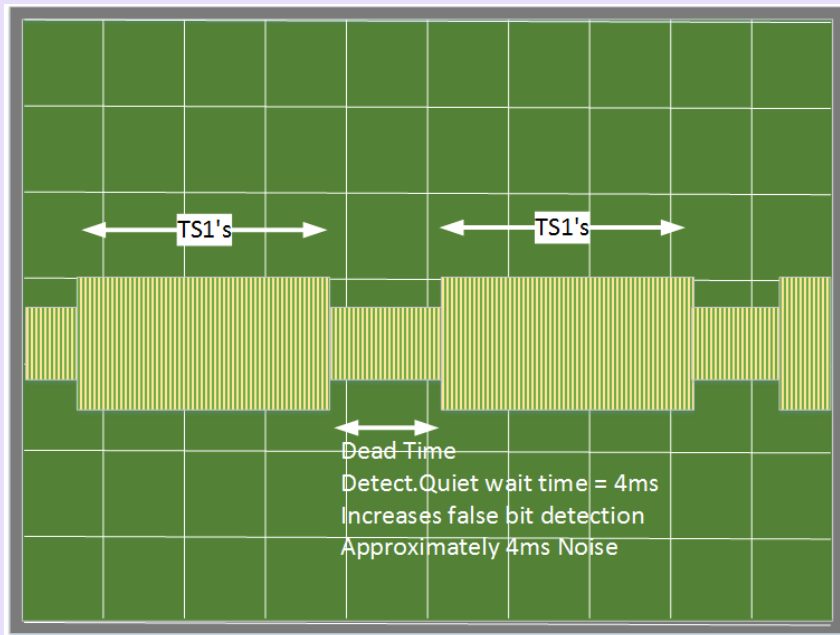 TS1's
TS1's
Dead Time
Detect.Quiet wait time = 4ms
Increases false bit detection
Approximately 4ms Noise